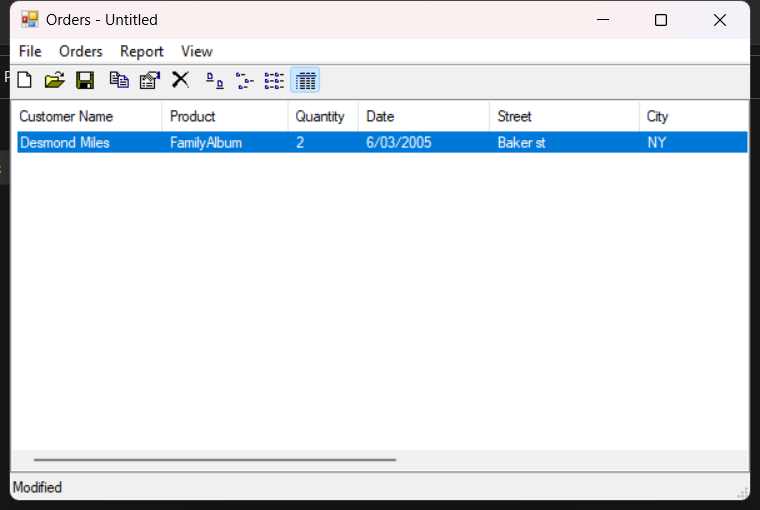 Orders - Untitled
File Orders Report View
Customer Name Product Quantity Date Street City
Desmond Miles FamilyAlbum 2 6/03/2005 Baker st NY
Modified